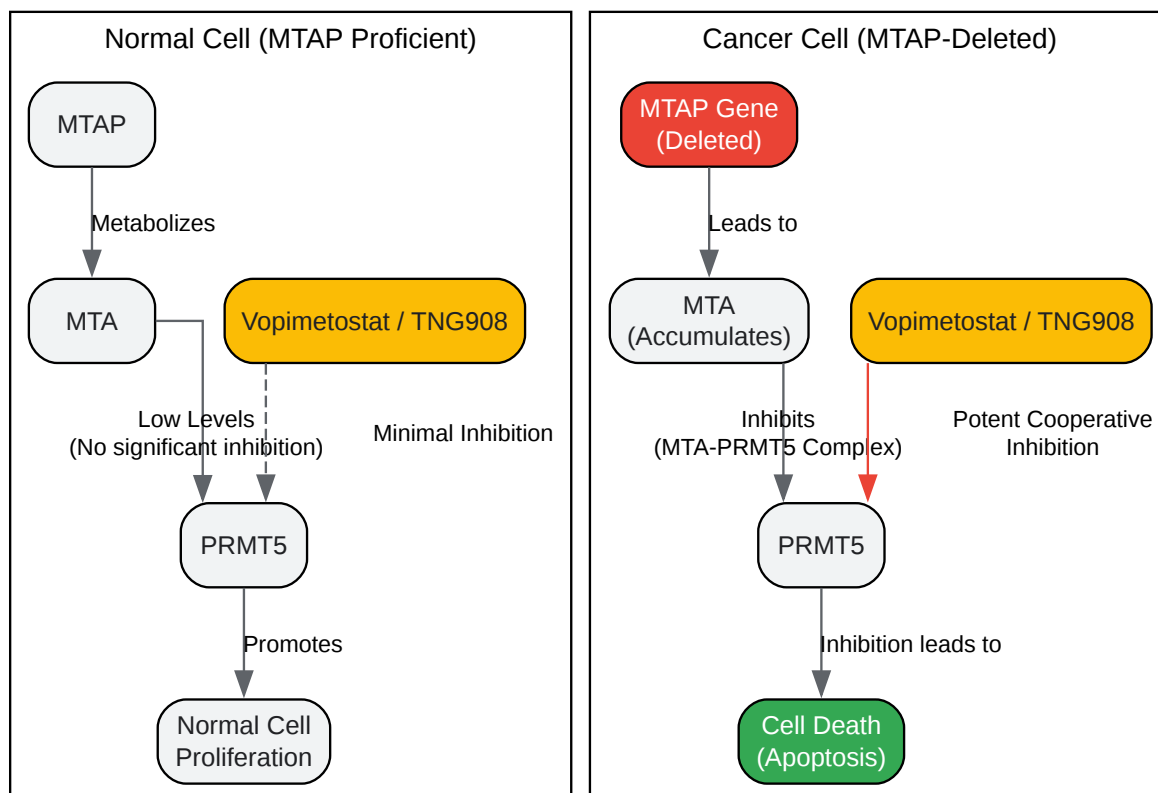 Normal Cell (MTAP Proficient)
MTAP
Metabolizes
MTA
Vopimetostat / TNG908
Low Levels
(No significant inhibition)
Minimal Inhibition
PRMT5
Promotes
Normal Cell
Proliferation
Cancer Cell (MTAP-Deleted)
MTAP Gene
(Deleted)
Leads to
MTA
(Accumulates)
Vopimetostat / TNG908
Inhibits
(MTA-PRMT5 Complex)
Potent Cooperative
Inhibition
PRMT5
Inhibition leads to
Cell Death
(Apoptosis)